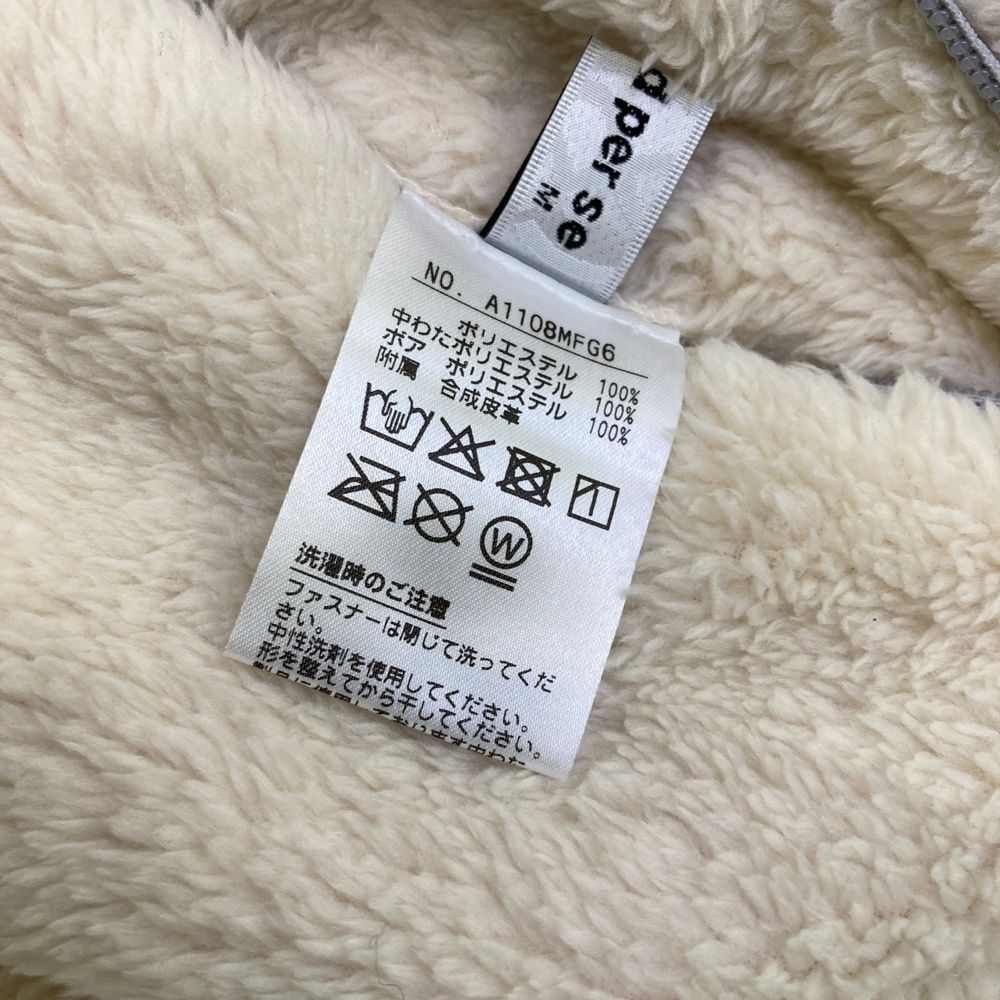 d per se
M
NO. A1108MFG6
ポリエステル 100%
中わたポリエステル 100%
ボア ポリエステル 100%
附属 合成皮革
W
洗濯時のご注意
ファスナーは閉じて洗ってくだ
さい。
中性洗剤を使用してください。
形を整えてから干してください。